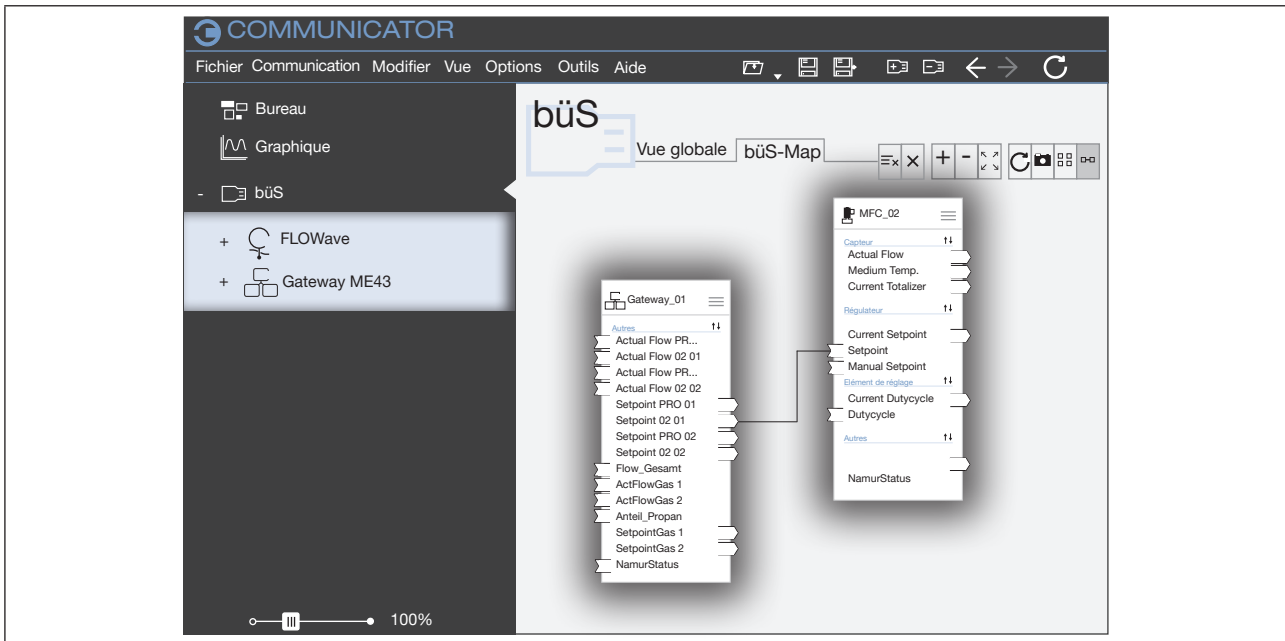 COMMUNICATOR
Fichier Communication Modifier Vue Options Outils Aide
Bureau
Graphique
- büS
+ FLOWave
+ Gateway ME43
100%
büS
Vue globale büS-Map
Gateway_01
Autres
Actual Flow PR...
Actual Flow 02 01
Actual Flow PR...
Actual Flow 02 02
Setpoint PRO 01
Setpoint 02 01
Setpoint PRO 02
Setpoint 02 02
Flow_Gesamt
ActFlowGas 1
ActFlowGas 2
Anteil_Propan
SetpointGas 1
SetpointGas 2
NamurStatus
MFC_02
Capteur
Actual Flow
Medium Temp.
Current Totalizer
Régulateur
Current Setpoint
Setpoint
Manual Setpoint
Elément de réglage
Current Dutycycle
Dutycycle
Autres
NamurStatus